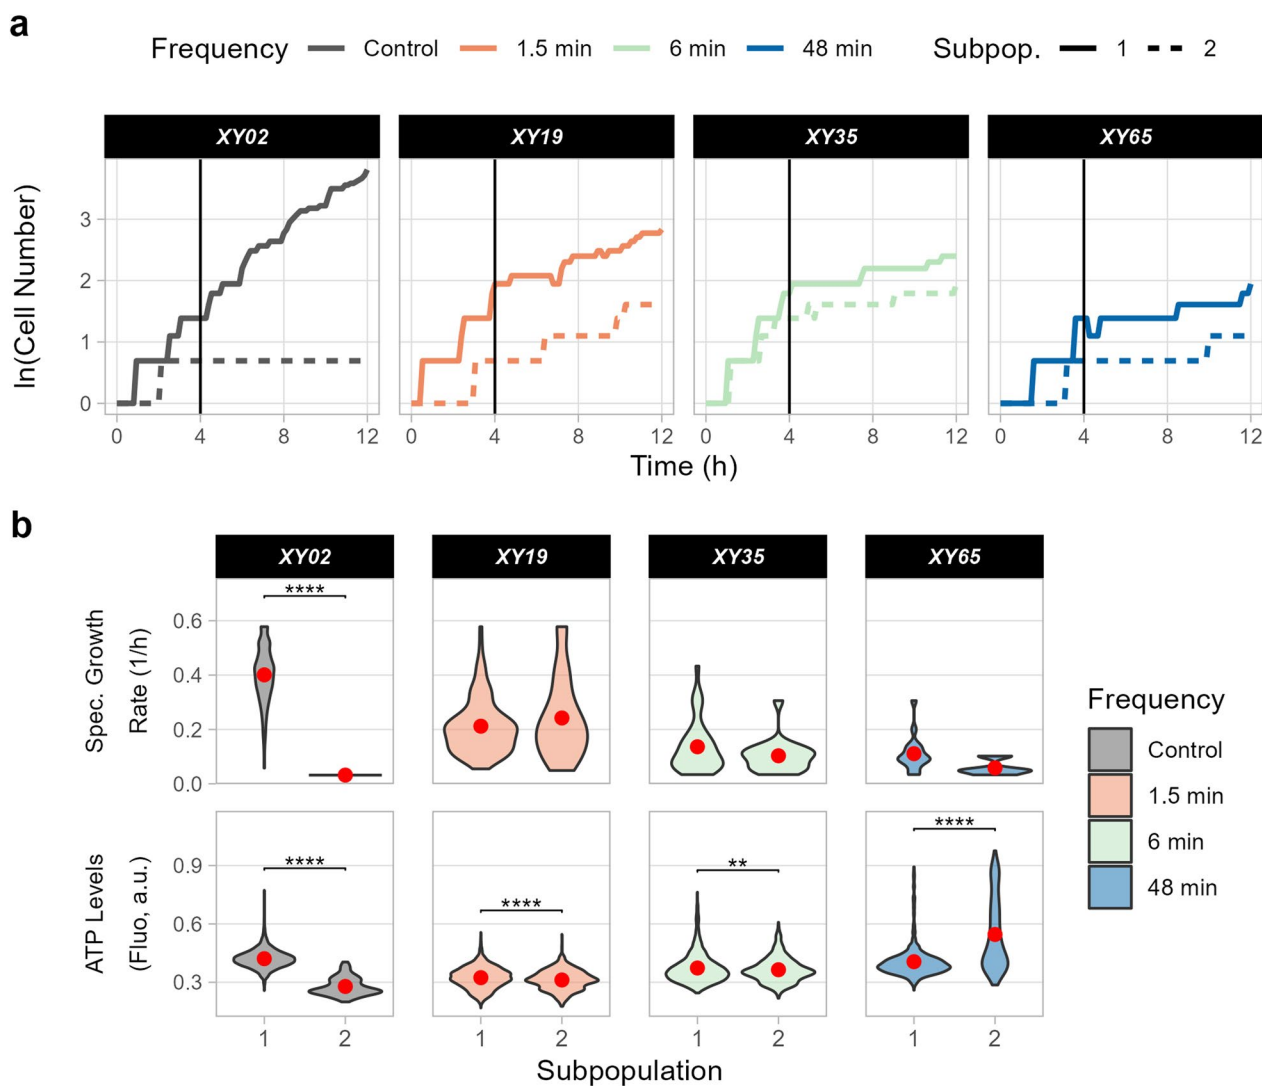 a
Frequency Control 1.5 min 6 min 48 min Subpop. 1 2
XY02 XY19 XY35 XY65
ln(Cell Number)
3
2
1
0
0 4 8 12 0 4 8 12 0 4 8 12 0 4 8 12
Time (h)
b
XY02 XY19 XY35 XY65
****
Spec. Growth
Rate (1/h)
0.6
0.4
0.2
0.0
ATP Levels
(Fluo, a.u.)
**** **** ** ****
0.9
0.6
0.3
1 2 1 2 1 2 1 2
Subpopulation
Frequency
Control
1.5 min
6 min
48 min